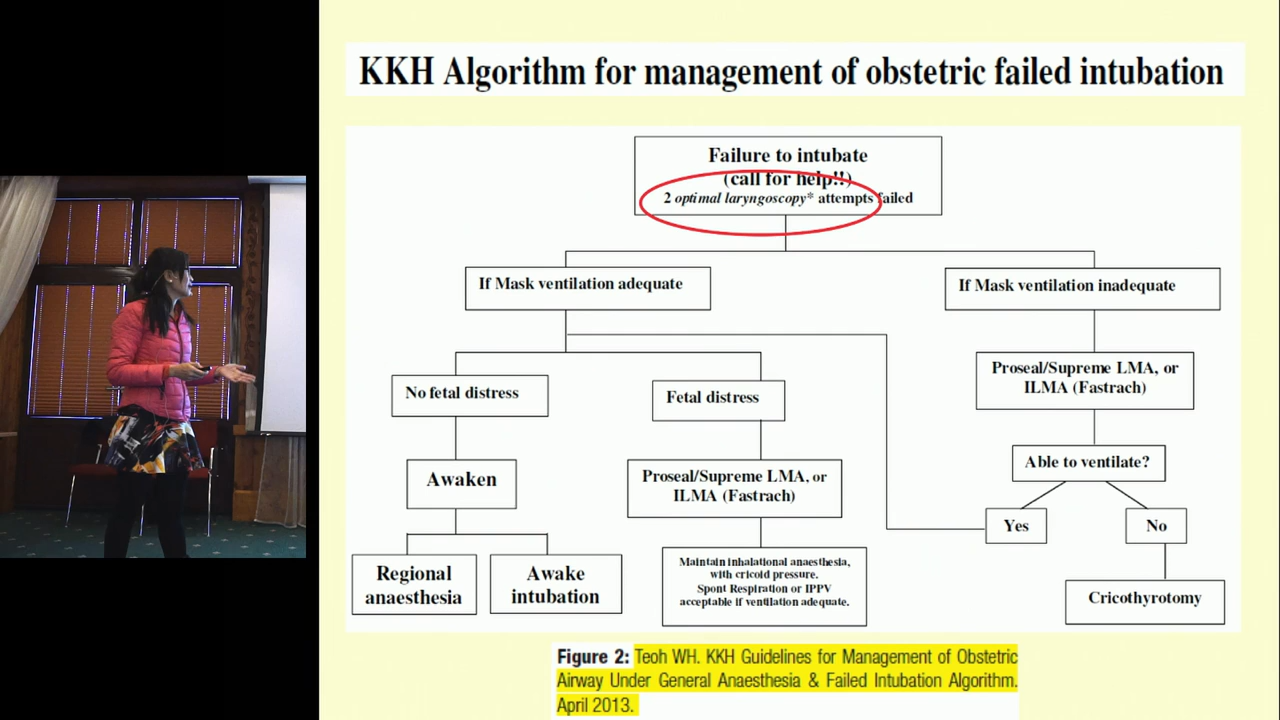 KKH Algorithm for management of obstetric failed intubation
Failure to intubate
(call for help!!)
2 optimal laryngoscopy* attempts failed
If Mask ventilation adequate
If Mask ventilation inadequate
No fetal distress
Fetal distress
Proseal/Supreme LMA, or
ILMA (Fastrach)
Awaken
Proseal/Supreme LMA, or
ILMA (Fastrach)
Able to ventilate?
Yes
No
Regional
anaesthesia
Awake
intubation
Maintain inhalational anaesthesia,
with cricoid pressure.
Spont Respiration or IPPV
acceptable if ventilation adequate.
Cricothyrotomy
Figure 2: Teoh WH. KKH Guidelines for Management of Obstetric
Airway Under General Anaesthesia & Failed Intubation Algorithm.
April 2013.